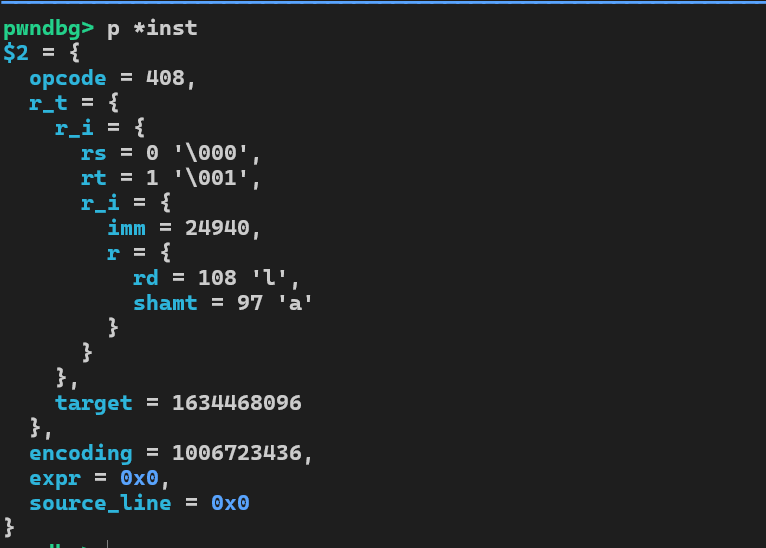 pwndbg> p *inst
$2 = {
  opcode = 408,
  r_t = {
    r_i = {
      rs = 0 '\000',
      rt = 1 '\001',
      r_i = {
        imm = 24940,
        r = {
          rd = 108 'l',
          shamt = 97 'a'
        }
      }
    },
    target = 1634468096
  },
  encoding = 1006723436,
  expr = 0x0,
  source_line = 0x0
}